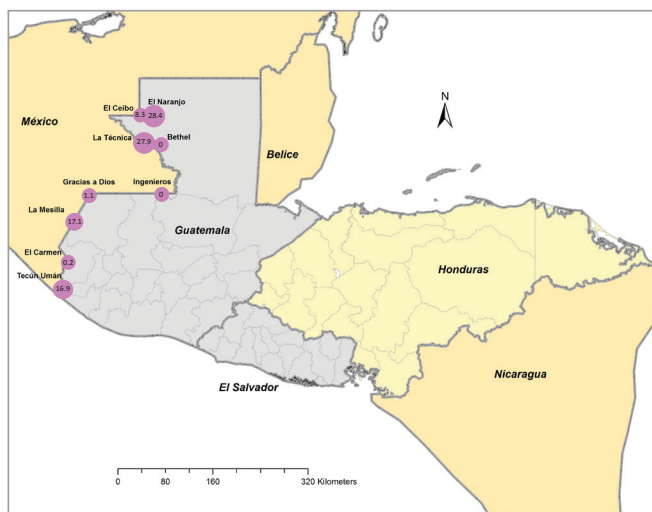 El Naranjo
El Ceibo
8.3
28.4
N
México
La Técnica
27.9
Bethel
0
Belice
Gracias a Dios
1.1
Ingenieros
0
La Mesilla
17.1
Guatemala
El Carmen
0.2
Honduras
Tecún Umán
16.9
Nicaragua
El Salvador
0 80 160 240 320 Kilometers